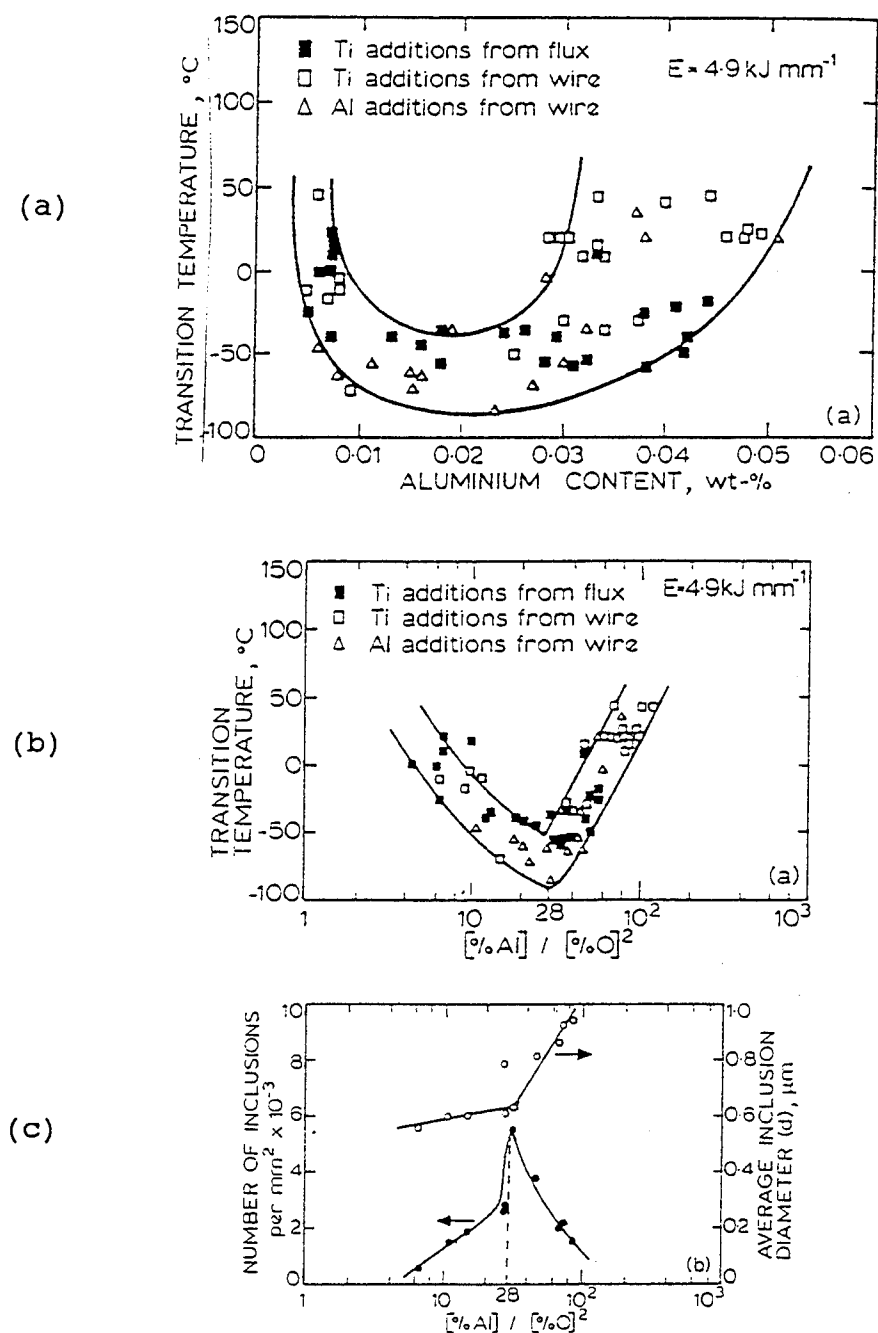 (a)
TRANSITION TEMPERATURE, °C
150
100
50
0
-50
-100
■ Ti additions from flux
□ Ti additions from wire
△ Al additions from wire
E = 4·9 kJ mm⁻¹
(a)
0 0·01 0·02 0·03 0·04 0·05 0·06
ALUMINIUM CONTENT, wt-%
(b)
TRANSITION
TEMPERATURE, °C
150
100
50
0
-50
-100
■ Ti additions from flux
□ Ti additions from wire
△ Al additions from wire
E=4·9kJ mm⁻¹
(a)
1 10 28 10² 10³
[%Al] / [%O]²
(c)
NUMBER OF INCLUSIONS
per mm² x 10⁻³
10
8
6
4
2
0
1·0
0·8
0·6
0·4
0·2
0
AVERAGE INCLUSION
DIAMETER (d), μm
(b)
1 10 28 10² 10³
[%Al] / [%O]²